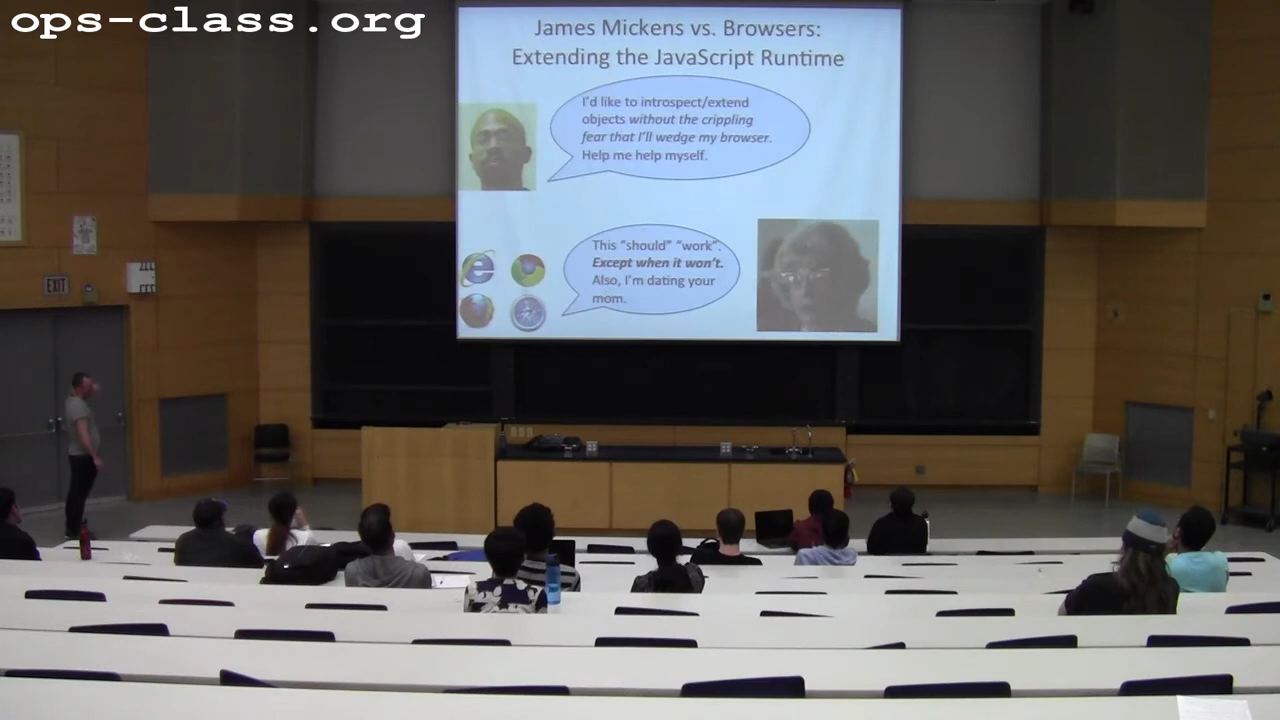 ops-class.org
James Mickens vs. Browsers:
Extending the JavaScript Runtime
I'd like to introspect/extend
objects without the crippling
fear that I'll wedge my browser.
Help me help myself.
This "should" "work".
Except when it won't.
Also, I'm dating your
mom.
EXIT